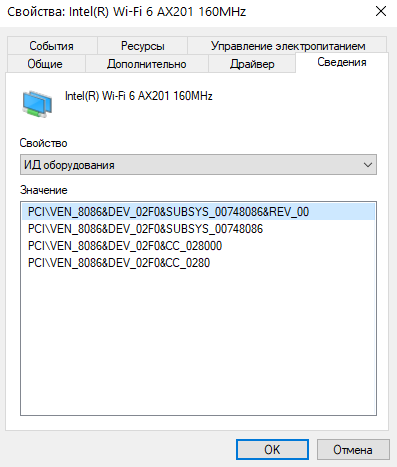 Свойства: Intel(R) Wi-Fi 6 AX201 160MHz
События Ресурсы Управление электропитанием
Общие Дополнительно Драйвер Сведения
Intel(R) Wi-Fi 6 AX201 160MHz
Свойство
ИД оборудования
Значение
PCI\VEN_8086&DEV_02F0&SUBSYS_00748086&REV_00
PCI\VEN_8086&DEV_02F0&SUBSYS_00748086
PCI\VEN_8086&DEV_02F0&CC_028000
PCI\VEN_8086&DEV_02F0&CC_0280
OK Отмена